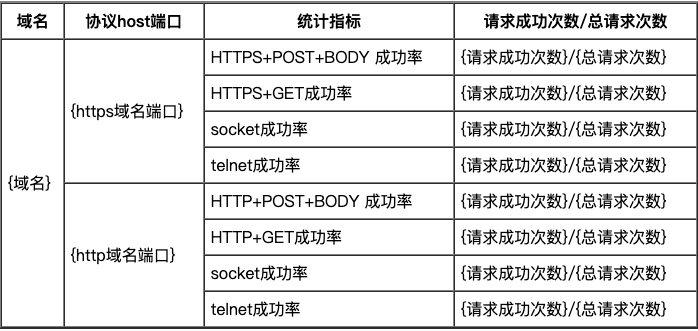 域名 协议host端口 统计指标 请求成功次数/总请求次数
HTTPS+POST+BODY 成功率 {请求成功次数}/{总请求次数}
HTTPS+GET成功率 {请求成功次数}/{总请求次数}
{https域名端口}
socket成功率 {请求成功次数}/{总请求次数}
telnet成功率 {请求成功次数}/{总请求次数}
{域名}
HTTP+POST+BODY 成功率 {请求成功次数}/{总请求次数}
HTTP+GET成功率 {请求成功次数}/{总请求次数}
{http域名端口}
socket成功率 {请求成功次数}/{总请求次数}
telnet成功率 {请求成功次数}/{总请求次数}